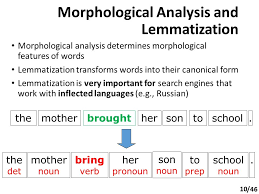 Morphological Analysis and
Lemmatization
• Morphological analysis determines morphological
features of words
• Lemmatization transforms words into their canonical form
• Lemmatization is very important for search engines that
work with inflected languages (e.g., Russian)
the mother brought her son to school .
the mother bring her son to school .
det noun verb pronoun noun prep noun
10/46